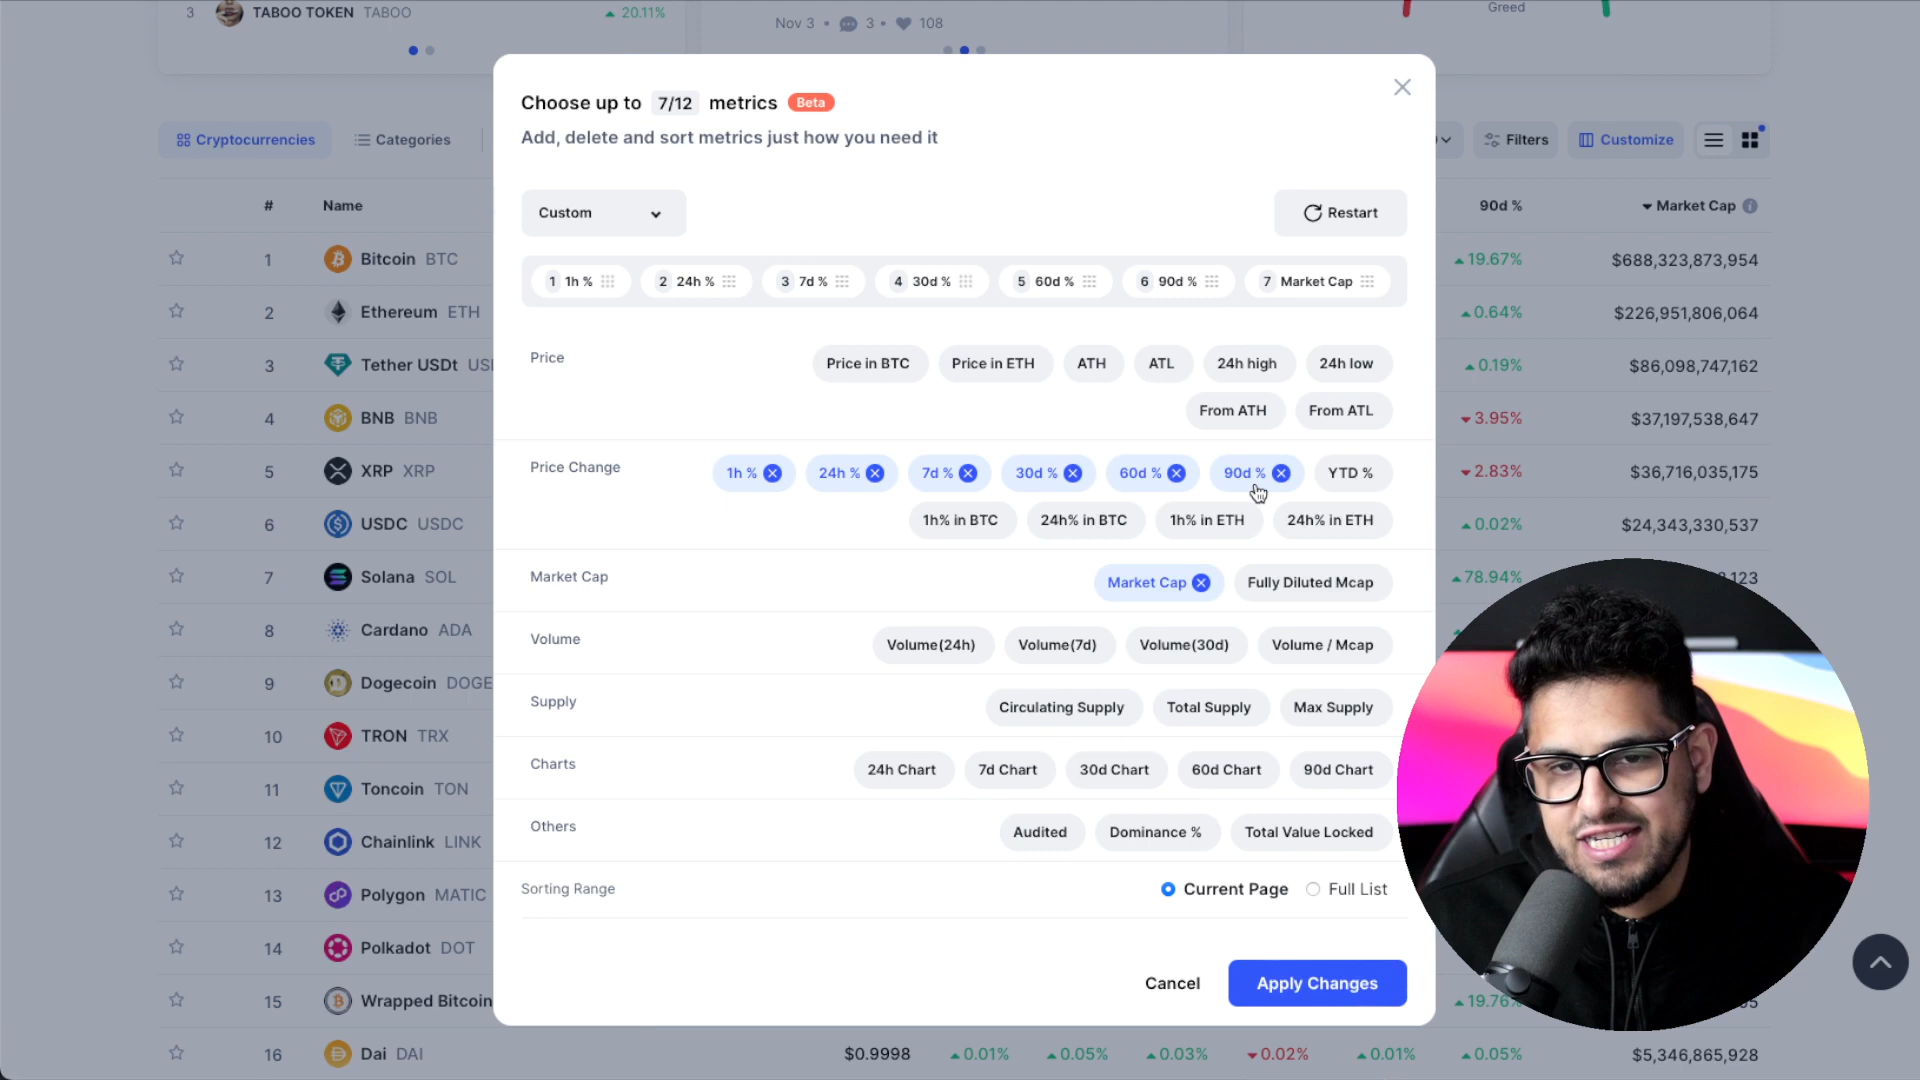 3 TABOO TOKEN TABOO 20.11%
Nov 3 • 3 • 108
Greed
Choose up to 7/12 metrics Beta
Add, delete and sort metrics just how you need it
Cryptocurrencies Categories
Filters Customize
# Name
90d % Market Cap
Custom
Restart
1 1h % 2 24h % 3 7d % 4 30d % 5 60d % 6 90d % 7 Market Cap
Price
Price in BTC Price in ETH ATH ATL 24h high 24h low
From ATH From ATL
Price Change
1h % 24h % 7d % 30d % 60d % 90d % YTD %
1h% in BTC 24h% in BTC 1h% in ETH 24h% in ETH
Market Cap
Market Cap Fully Diluted Mcap
Volume
Volume(24h) Volume(7d) Volume(30d) Volume / Mcap
Supply
Circulating Supply Total Supply Max Supply
Charts
24h Chart 7d Chart 30d Chart 60d Chart 90d Chart
Others
Audited Dominance % Total Value Locked
Sorting Range
Current Page Full List
Cancel Apply Changes
1 Bitcoin BTC 19.67% $688,323,873,954
2 Ethereum ETH 0.64% $226,951,806,064
3 Tether USDt 0.19% $86,098,747,162
4 BNB BNB 3.95% $37,197,538,647
5 XRP XRP 2.83% $36,716,035,175
6 USDC USDC 0.02% $24,343,330,537
7 Solana SOL 78.94%
8 Cardano ADA
9 Dogecoin DOGE
10 TRON TRX
11 Toncoin TON
12 Chainlink LINK
13 Polygon MATIC
14 Polkadot DOT
15 Wrapped Bitcoin 19.76%
16 Dai DAI $0.9998 0.01% 0.05% 0.03% 0.02% 0.01% 0.05% $5,346,865,928